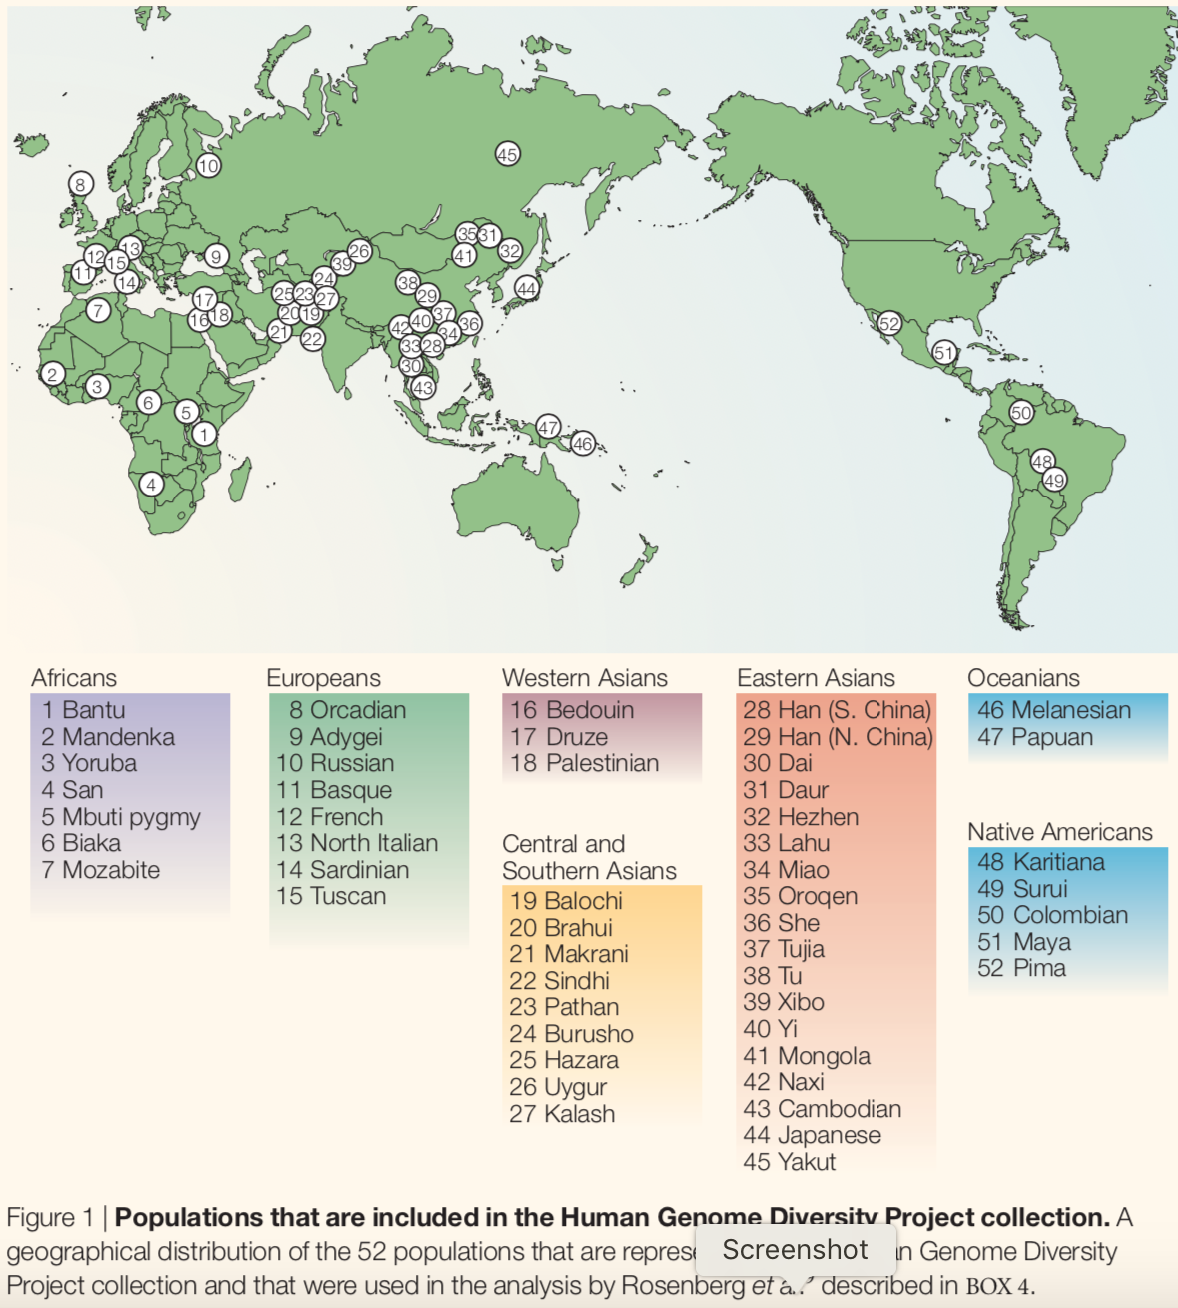 45
10
8
35
31
32
13
12
26
9
41
15
39
11
24
14
38
44
25
23
29
27
17
7
20
19
37
18
16
40
36
52
42
21
34
22
33
28
51
30
2
3
43
6
50
5
47
1
46
48
49
4
Africans
1 Bantu
2 Mandenka
3 Yoruba
4 San
5 Mbuti pygmy
6 Biaka
7 Mozabite
Europeans
8 Orcadian
9 Adygei
10 Russian
11 Basque
12 French
13 North Italian
14 Sardinian
15 Tuscan
Western Asians
16 Bedouin
17 Druze
18 Palestinian
Central and
Southern Asians
19 Balochi
20 Brahui
21 Makrani
22 Sindhi
23 Pathan
24 Burusho
25 Hazara
26 Uygur
27 Kalash
Eastern Asians
28 Han (S. China)
29 Han (N. China)
30 Dai
31 Daur
32 Hezhen
33 Lahu
34 Miao
35 Oroqen
36 She
37 Tujia
38 Tu
39 Xibo
40 Yi
41 Mongola
42 Naxi
43 Cambodian
44 Japanese
45 Yakut
Oceanians
46 Melanesian
47 Papuan
Native Americans
48 Karitiana
49 Surui
50 Colombian
51 Maya
52 Pima
Figure 1 | Populations that are included in the Human Genome Diversity Project collection. A
geographical distribution of the 52 populations that are Genome Diversity
Project collection and that were used in the analysis by Rosenberg et described in BOX 4.
Screenshot